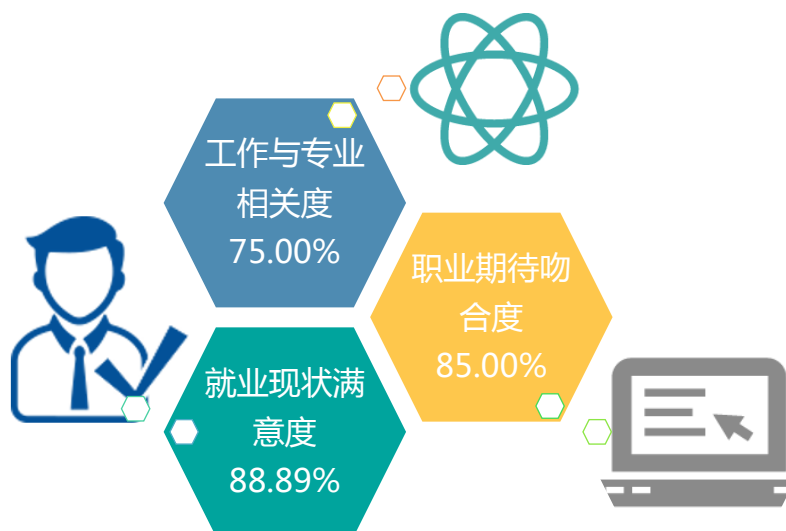 工作与专业
相关度
75.00%
职业期待吻
合度
85.00%
就业现状满
意度
88.89%